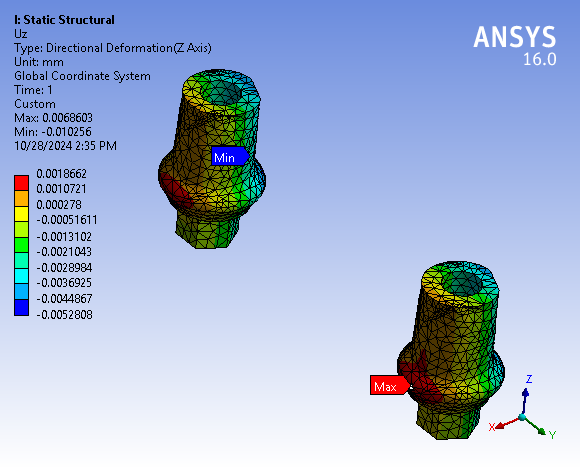 I: Static Structural
Uz
Type: Directional Deformation(Z Axis)
Unit: mm
Global Coordinate System
Time: 1
Custom
Max: 0.0068603
Min: -0.010256
10/28/2024 2:35 PM
ANSYS
16.0
0.0018662
0.0010721
0.000278
-0.00051611
-0.0013102
-0.0021043
-0.0028984
-0.0036925
-0.0044867
-0.0052808
Min
Max
Z
X
Y